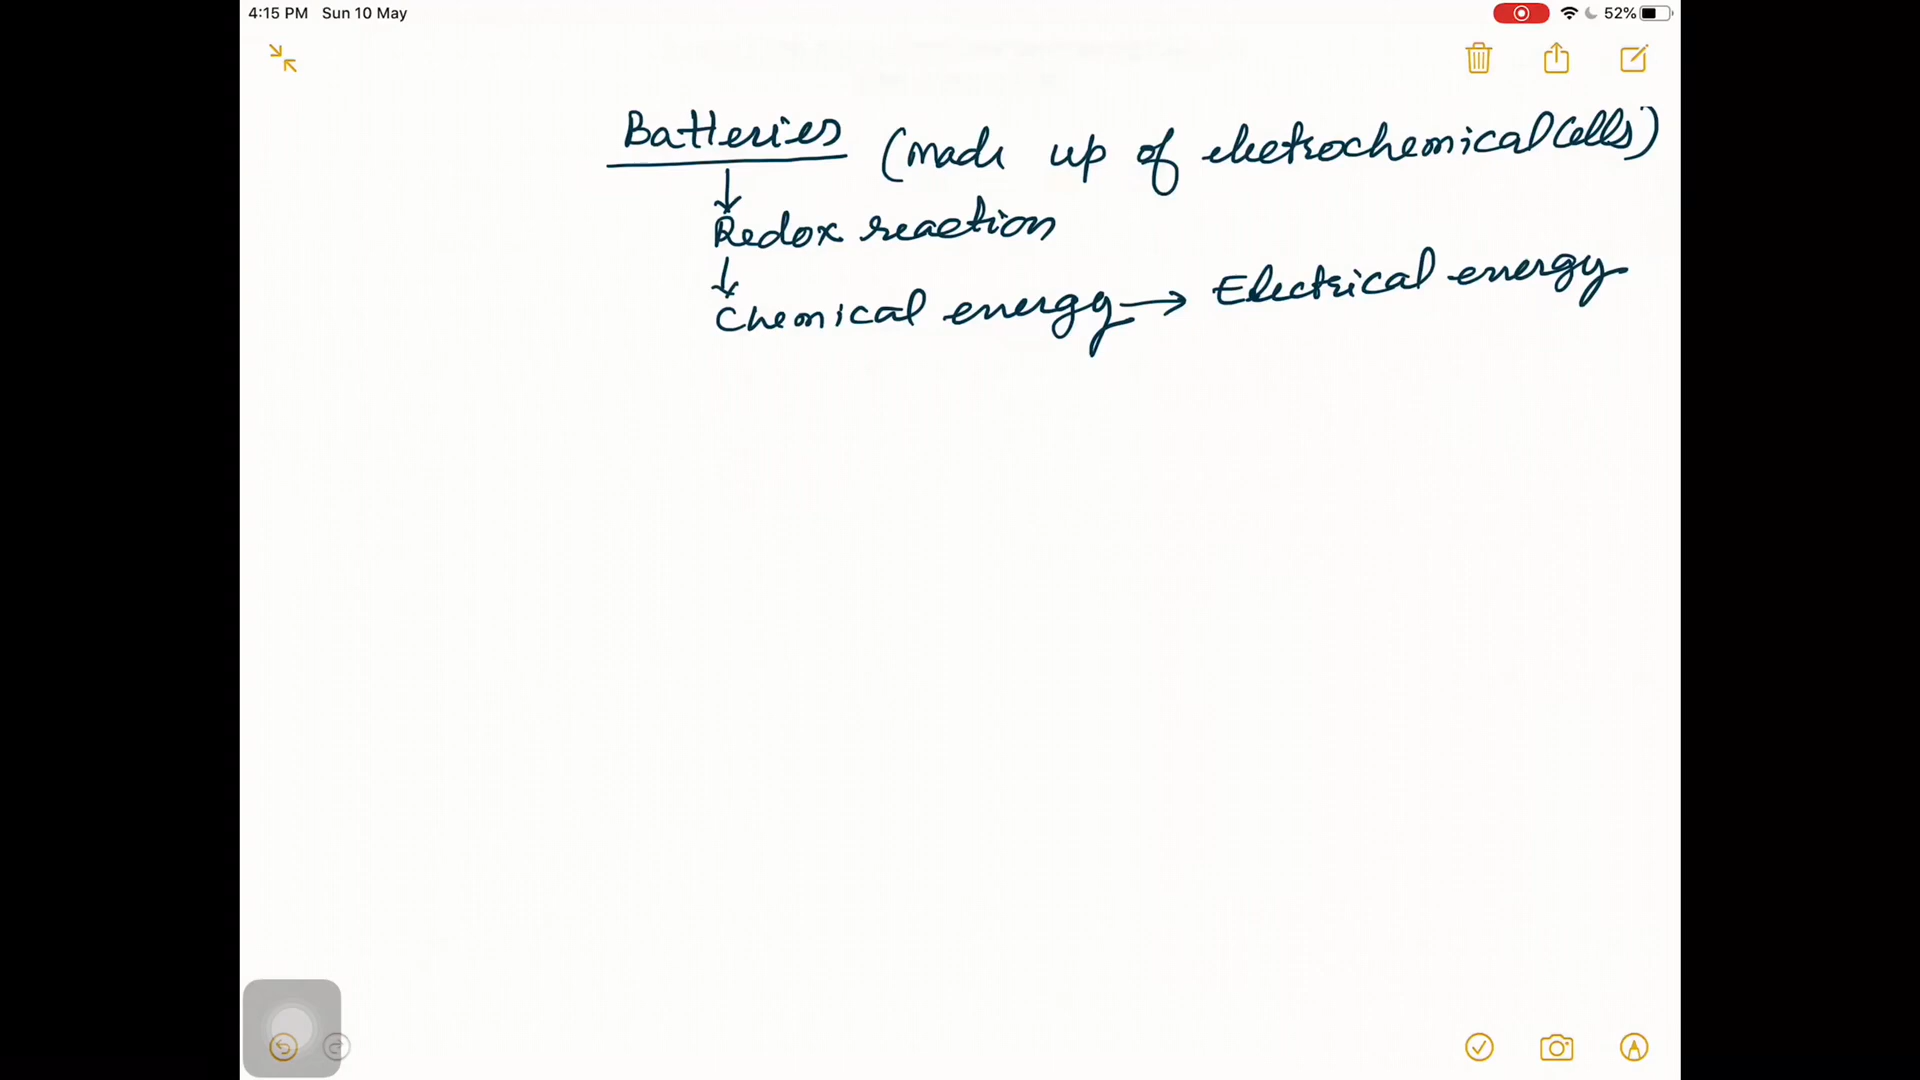 4:15 PM Sun 10 May 52%
Batteries (made up of electrochemical cells)
↓
Redox reaction
↓
Chemical energy → Electrical energy